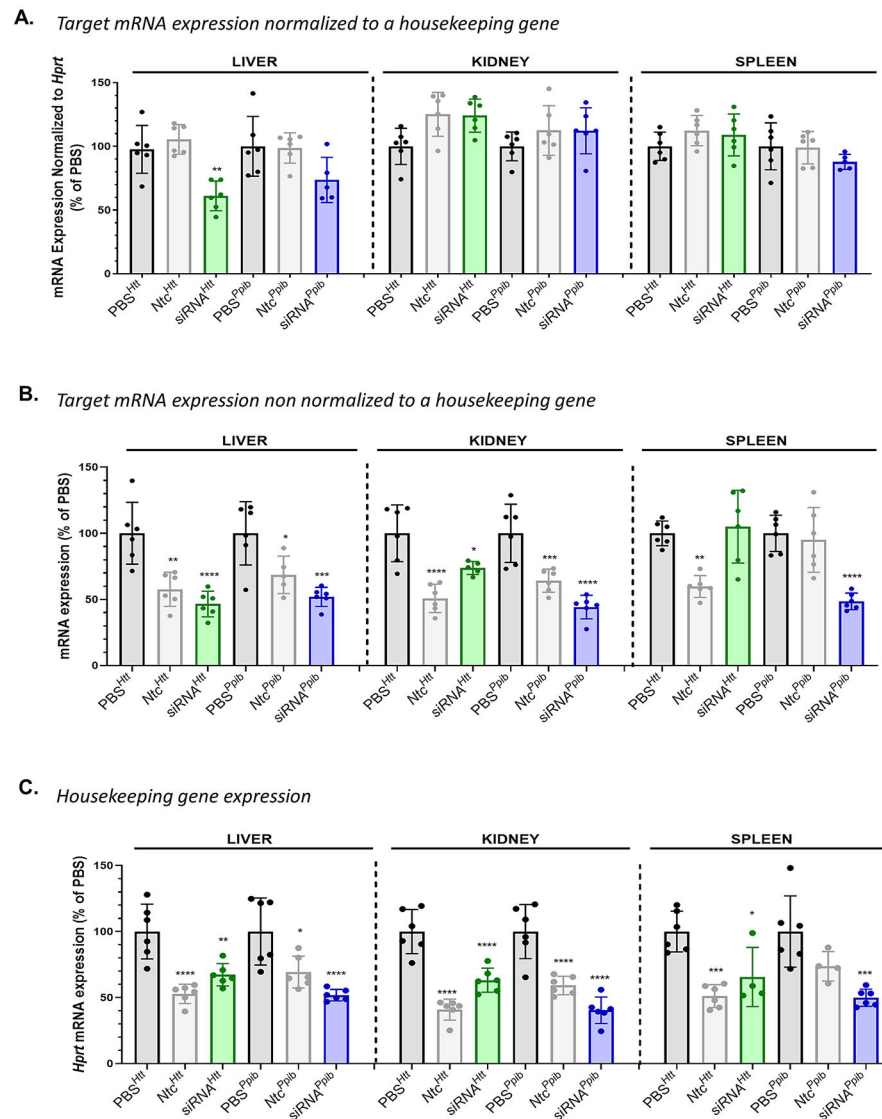 A. Target mRNA expression normalized to a housekeeping gene
LIVER KIDNEY SPLEEN
mRNA Expression Normalized to Hprt
(% of PBS)
150
100
50
0
**
PBSHtt NtcHtt siRNAHtt PBSPpib NtcPpib siRNAPpib PBSHtt NtcHtt siRNAHtt PBSPpib NtcPpib siRNAPpib PBSHtt NtcHtt siRNAHtt PBSPpib NtcPpib siRNAPpib
B. Target mRNA expression non normalized to a housekeeping gene
LIVER KIDNEY SPLEEN
mRNA expression (% of PBS)
150
100
50
0
** **** * *** **** * *** **** ** ****
PBSHtt NtcHtt siRNAHtt PBSPpib NtcPpib siRNAPpib PBSHtt NtcHtt siRNAHtt PBSPpib NtcPpib siRNAPpib PBSHtt NtcHtt siRNAHtt PBSPpib NtcPpib siRNAPpib
C. Housekeeping gene expression
LIVER KIDNEY SPLEEN
Hprt mRNA expression (% of PBS)
150
100
50
0
**** ** * **** **** **** **** **** *** * ***
PBSHtt NtcHtt siRNAHtt PBSPpib NtcPpib siRNAPpib PBSHtt NtcHtt siRNAHtt PBSPpib NtcPpib siRNAPpib PBSHtt NtcHtt siRNAHtt PBSPpib NtcPpib siRNAPpib